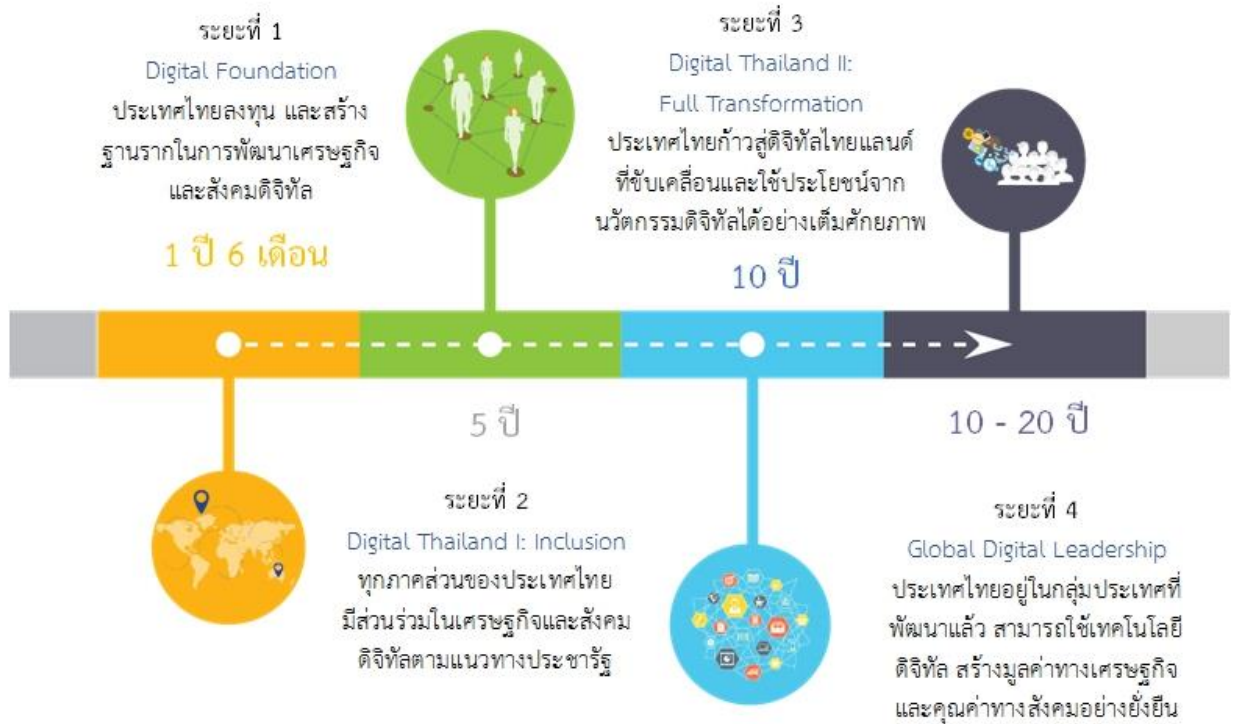 ระยะที่ 1
Digital Foundation
ประเทศไทยลงทุน และสร้าง
ฐานรากในการพัฒนาเศรษฐกิจ
และสังคมดิจิทัล
1 ปี 6 เดือน
5 ปี
ระยะที่ 2
Digital Thailand I: Inclusion
ทุกภาคส่วนของประเทศไทย
มีส่วนร่วมในเศรษฐกิจและสังคม
ดิจิทัลตามแนวทางประชารัฐ
ระยะที่ 3
Digital Thailand II:
Full Transformation
ประเทศไทยก้าวสู่ดิจิทัลไทยแลนด์
ที่ขับเคลื่อนและใช้ประโยชน์จาก
นวัตกรรมดิจิทัลได้อย่างเต็มศักยภาพ
10 ปี
10 - 20 ปี
ระยะที่ 4
Global Digital Leadership
ประเทศไทยอยู่ในกลุ่มประเทศที่
พัฒนาแล้ว สามารถใช้เทคโนโลยี
ดิจิทัล สร้างมูลค่าทางเศรษฐกิจ
และคุณค่าทางสังคมอย่างยั่งยืน